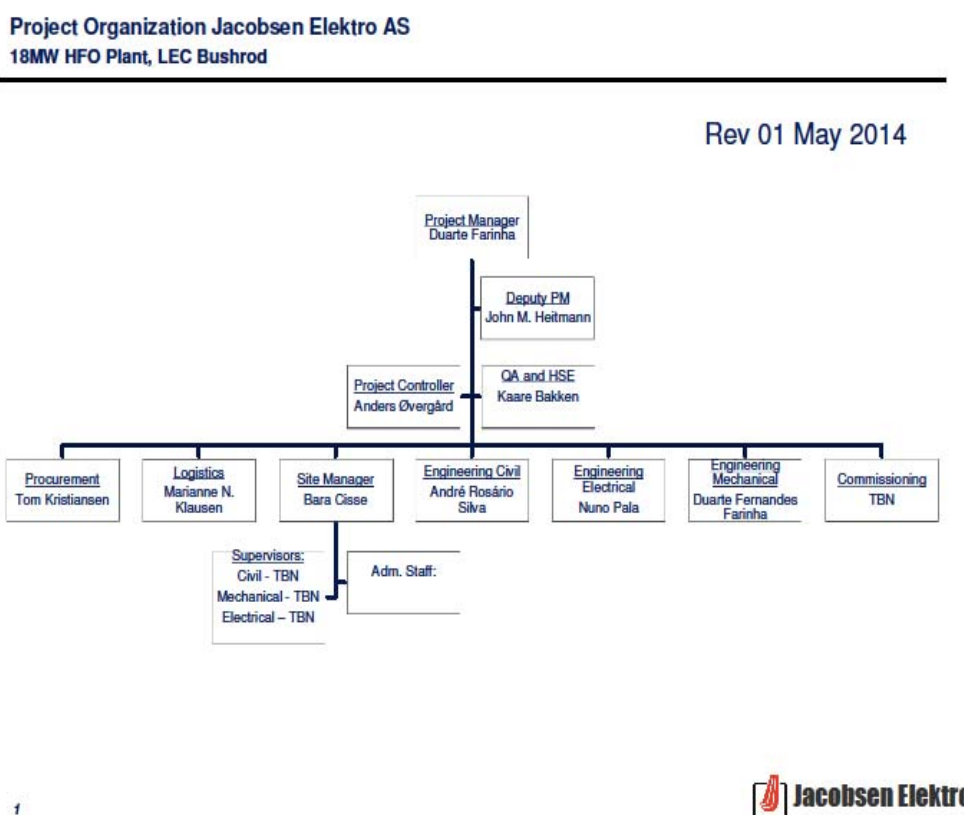 Project Organization Jacobsen Elektro AS
18MW HFO Plant, LEC Bushrod
Rev 01 May 2014
Project Manager
Duarte Farinha
Deputy PM
John M. Heitmann
Project Controller
Anders Øvergård
QA and HSE
Kaare Bakken
Procurement
Tom Kristiansen
Logistics
Marianne N.
Klausen
Site Manager
Bara Cisse
Engineering Civil
André Rosário
Silva
Engineering
Electrical
Nuno Pala
Engineering
Mechanical
Duarte Fernandes
Farinha
Commissioning
TBN
Supervisors:
Civil - TBN
Mechanical - TBN
Electrical – TBN
Adm. Staff:
1
Jacobsen Elektro